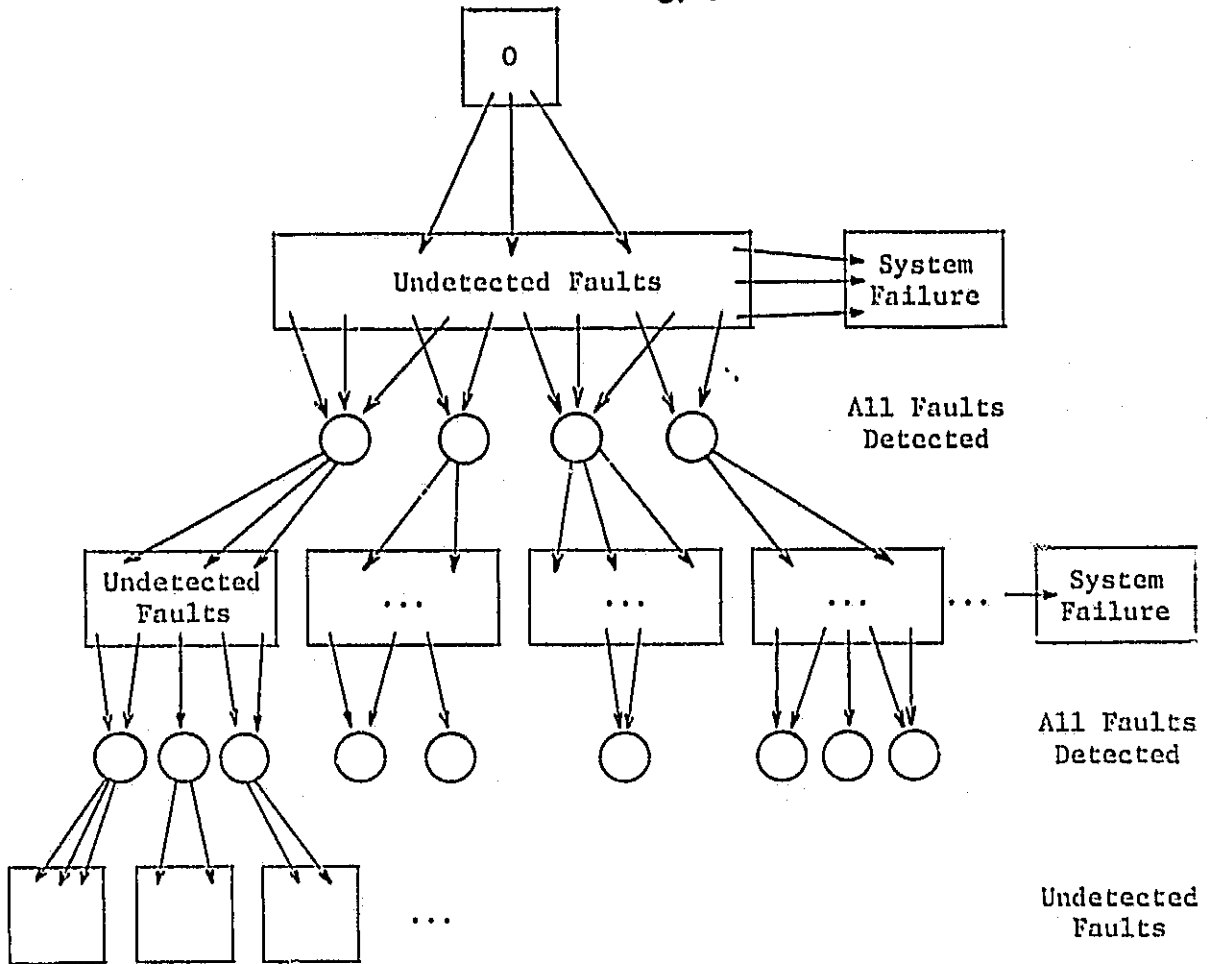 0
Undetected Faults
System
Failure
All Faults
Detected
Undetected
Faults
...
...
...
...
System
Failure
All Faults
Detected
...
Undetected
Faults